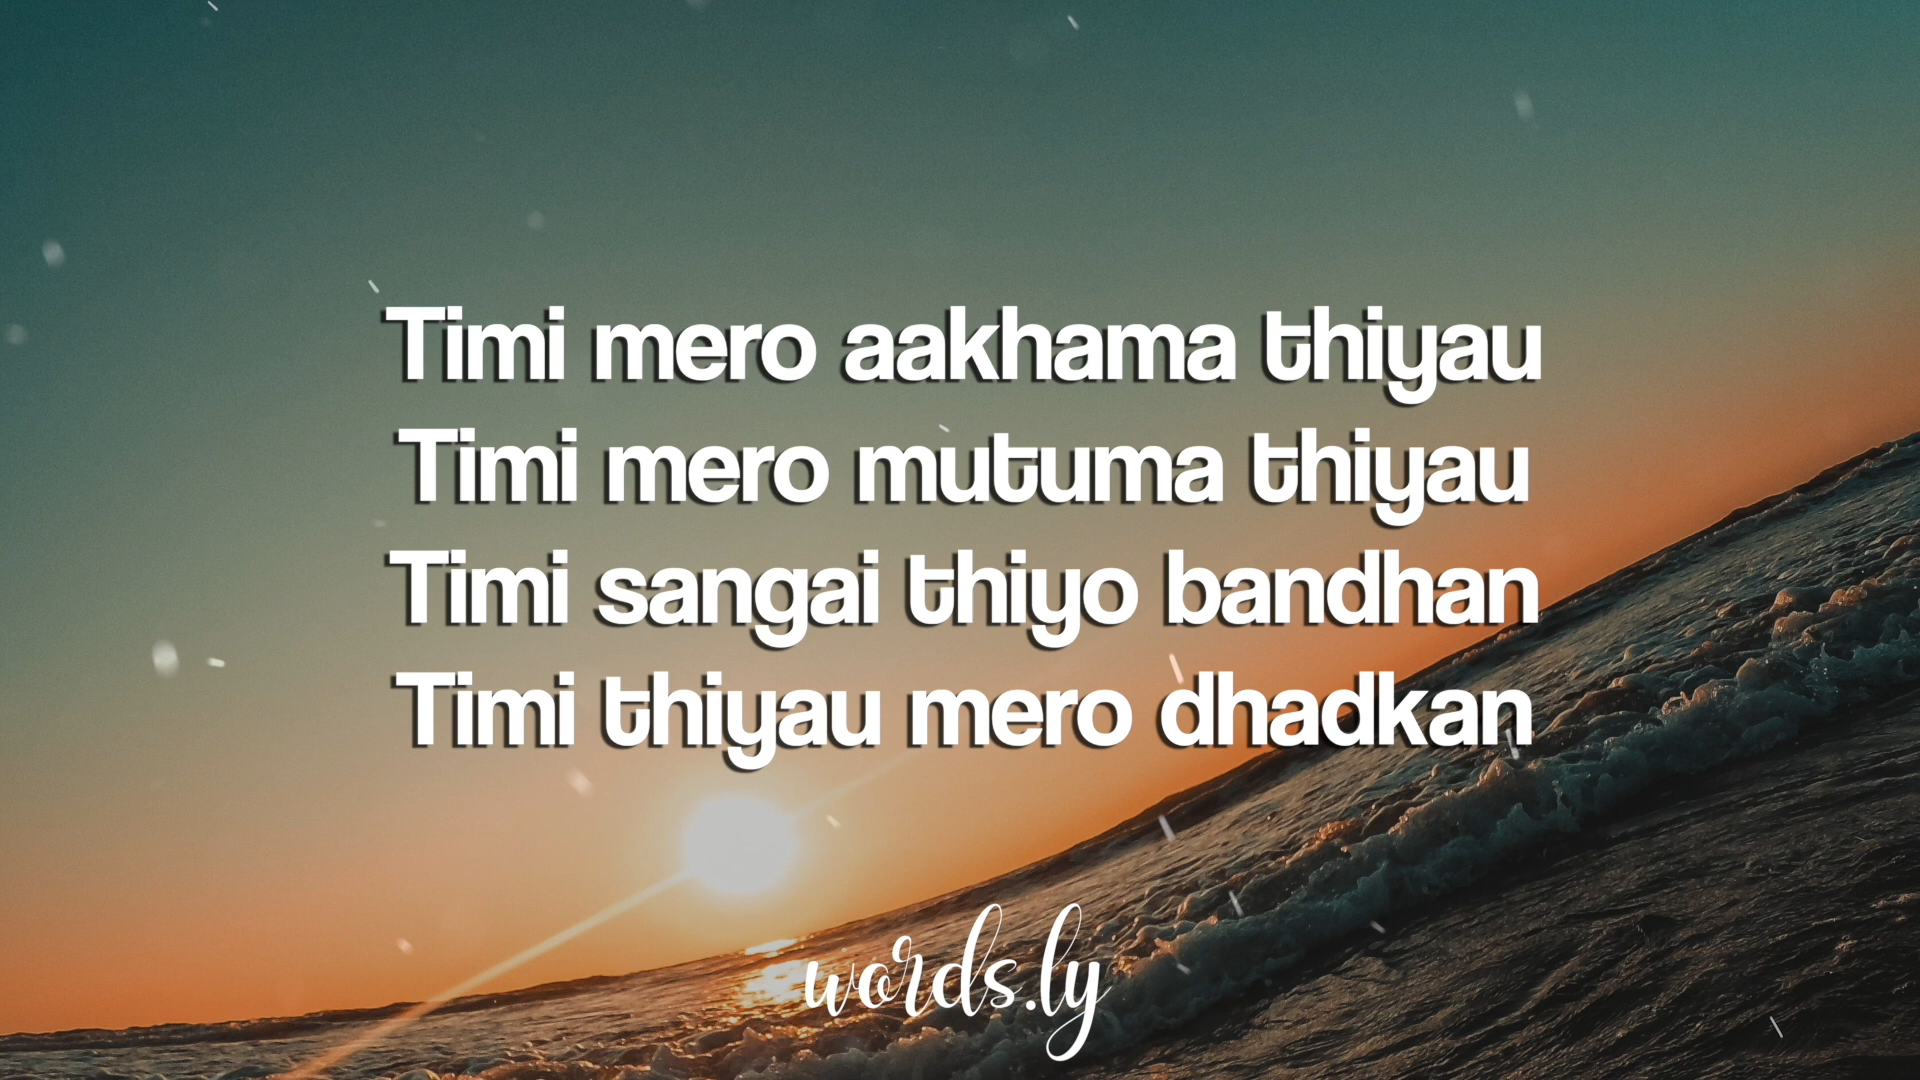 Timi mero aakhama thiyau
Timi mero mutuma thiyau
Timi sangai thiyo bandhan
Timi thiyau mero dhadkan
words.ly